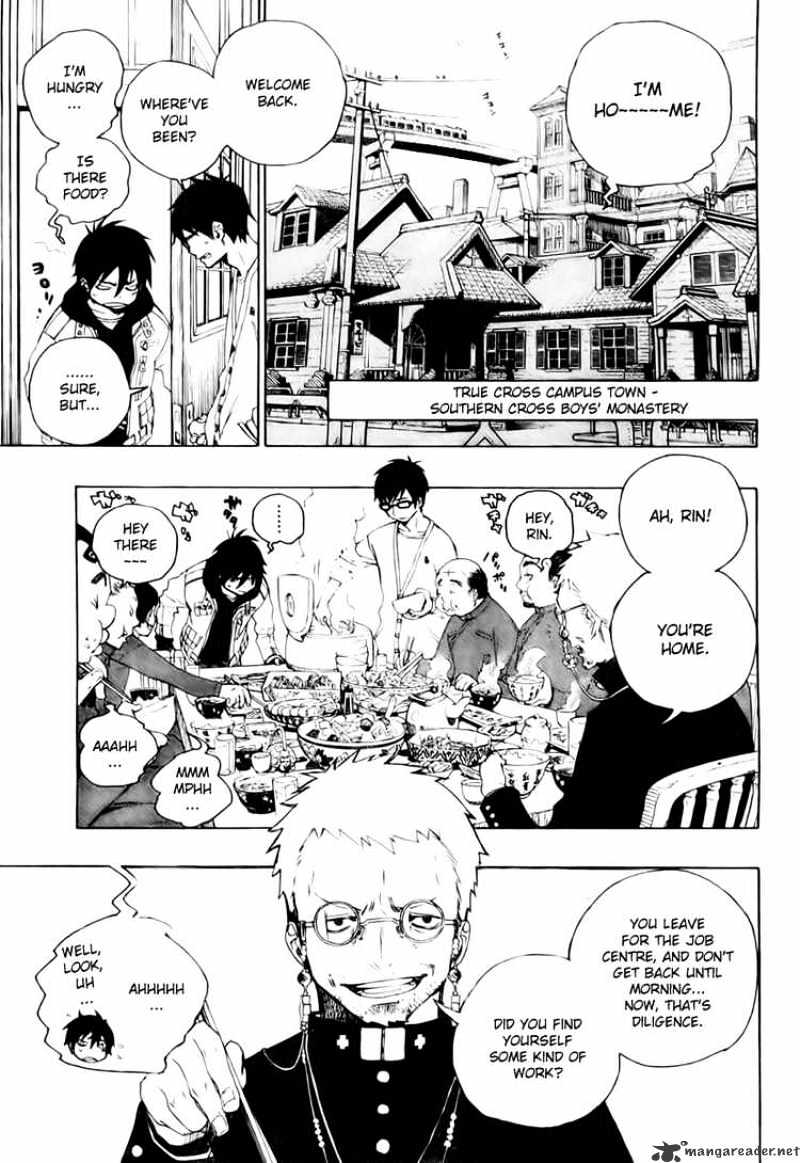 I'M
HO~~~~~ME!
TRUE CROSS CAMPUS TOWN -
SOUTHERN CROSS BOYS' MONASTERY
WELCOME
BACK.
WHERE'VE
YOU
BEEN?
I'M
HUNGRY
...
IS
THERE
FOOD?
......
SURE,
BUT...
AH, RIN!
YOU'RE
HOME.
HEY,
RIN.
......
HEY
THERE
~~~
AAAHH
...
MMM
MPHH
...
YOU LEAVE
FOR THE JOB
CENTRE, AND DON'T
GET BACK UNTIL
MORNING...
NOW, THAT'S
DILIGENCE.
DID YOU FIND
YOURSELF
SOME KIND OF
WORK?
AHHHHH
WELL,
LOOK,
UH
...
mangareader.net